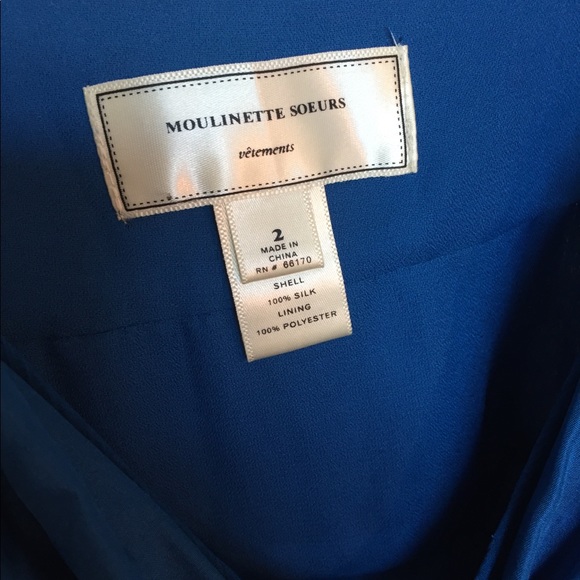 MOULINETTE SOEURS
vêtements
2
MADE IN
CHINA
RN # 66170
SHELL
100% SILK
LINING
100% POLYESTER